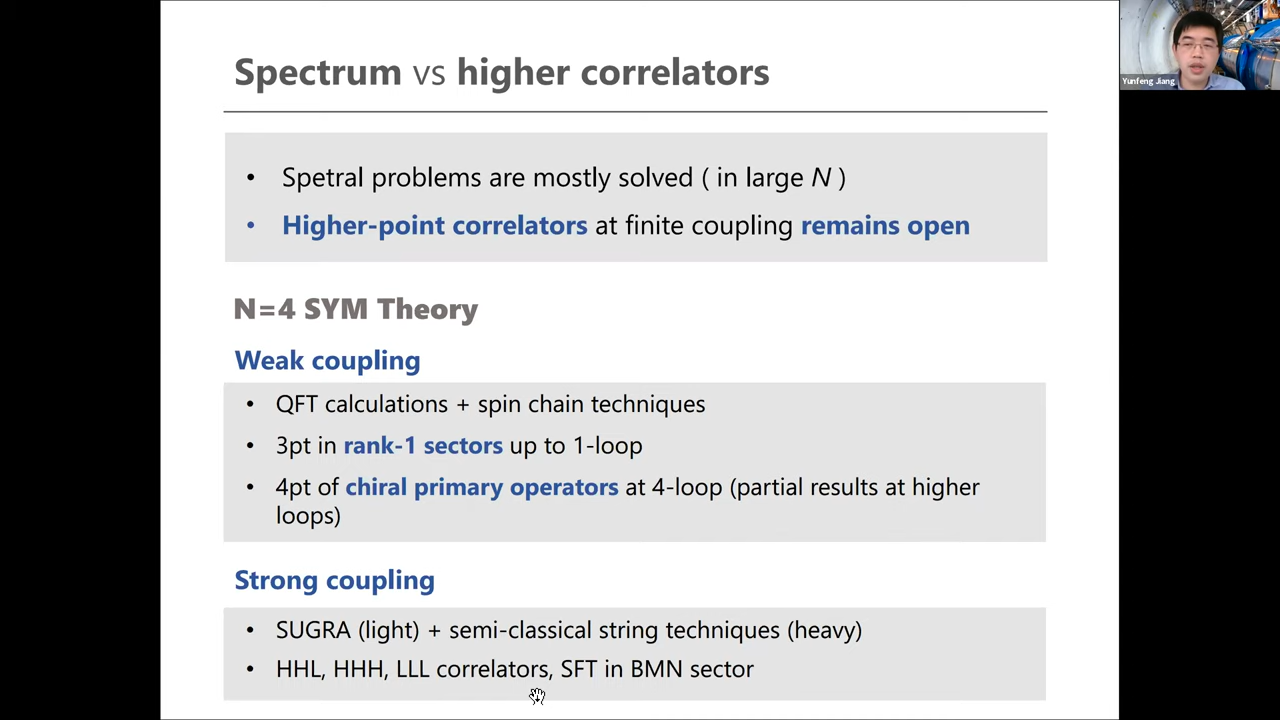 Spectrum vs higher correlators
Yunfeng Jiang
• Spetral problems are mostly solved ( in large N )
• Higher-point correlators at finite coupling remains open
N=4 SYM Theory
Weak coupling
• QFT calculations + spin chain techniques
• 3pt in rank-1 sectors up to 1-loop
• 4pt of chiral primary operators at 4-loop (partial results at higher
loops)
Strong coupling
• SUGRA (light) + semi-classical string techniques (heavy)
• HHL, HHH, LLL correlators, SFT in BMN sector